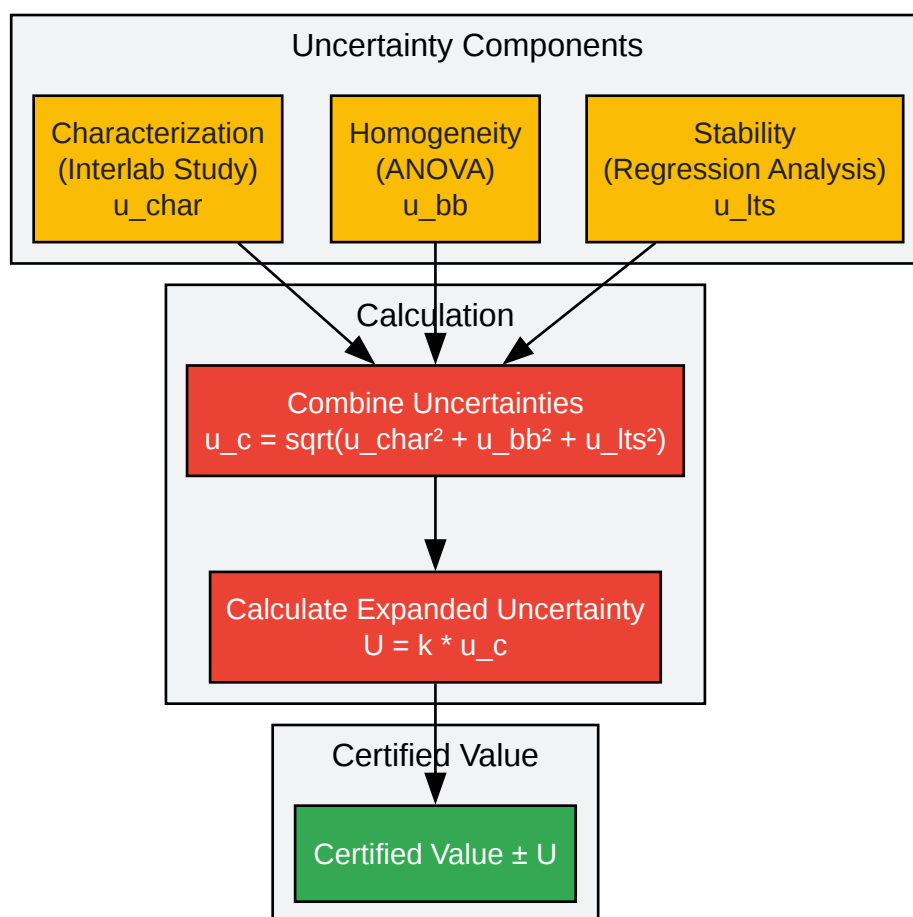 Uncertainty Components
Characterization
(Interlab Study)
u_char
Homogeneity
(ANOVA)
u_bb
Stability
(Regression Analysis)
u_lts
Calculation
Combine Uncertainties
u_c = sqrt(u_char² + u_bb² + u_lts²)
Calculate Expanded Uncertainty
U = k * u_c
Certified Value
Certified Value ± U